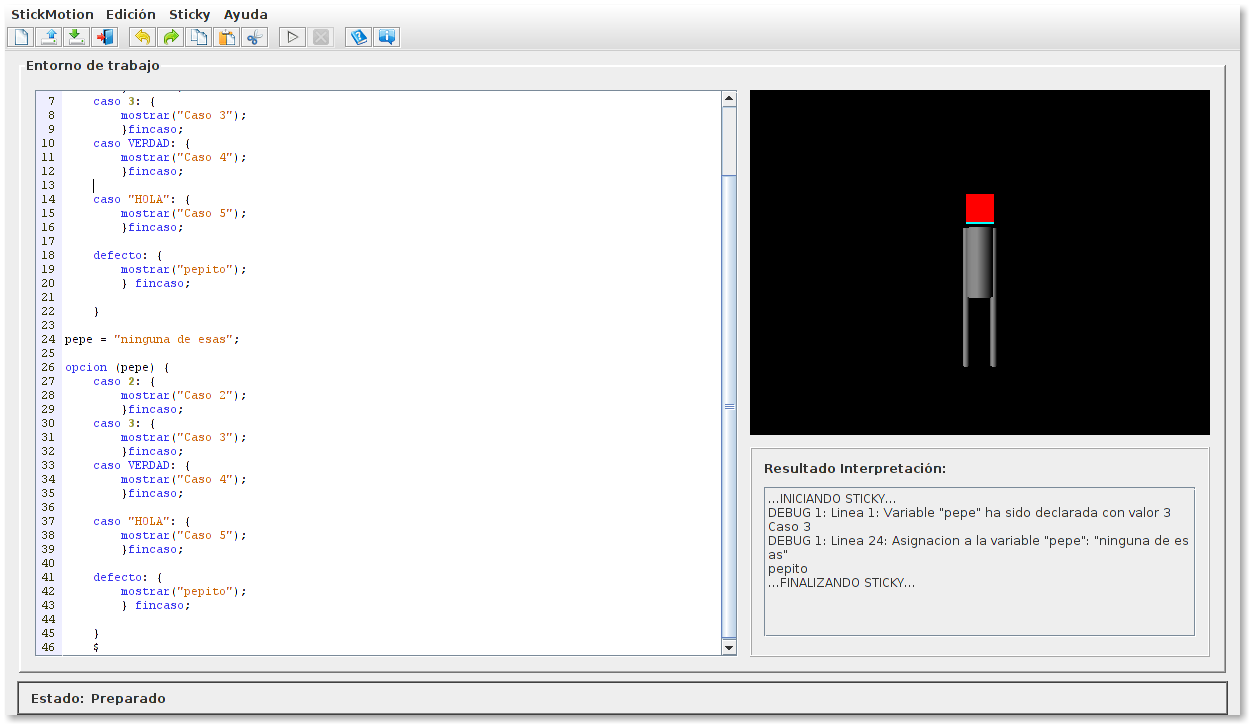 StickMotion Edición Sticky Ayuda
Entorno de trabajo
7 caso 3: {
8 mostrar("Caso 3");
9 }fincaso;
10 caso VERDAD: {
11 mostrar("Caso 4");
12 }fincaso;
13
14 caso "HOLA": {
15 mostrar("Caso 5");
16 }fincaso;
17
18 defecto: {
19 mostrar("pepito");
20 } fincaso;
21
22 }
23
24 pepe = "ninguna de esas";
25
26 opcion (pepe) {
27 caso 2: {
28 mostrar("Caso 2");
29 }fincaso;
30 caso 3: {
31 mostrar("Caso 3");
32 }fincaso;
33 caso VERDAD: {
34 mostrar("Caso 4");
35 }fincaso;
36
37 caso "HOLA": {
38 mostrar("Caso 5");
39 }fincaso;
40
41 defecto: {
42 mostrar("pepito");
43 } fincaso;
44
45 }
46 $
Resultado Interpretación:
...INICIANDO STICKY...
DEBUG 1: Linea 1: Variable "pepe" ha sido declarada con valor 3
Caso 3
DEBUG 1: Linea 24: Asignacion a la variable "pepe": "ninguna de es
as"
pepito
...FINALIZANDO STICKY...
Estado: Preparado